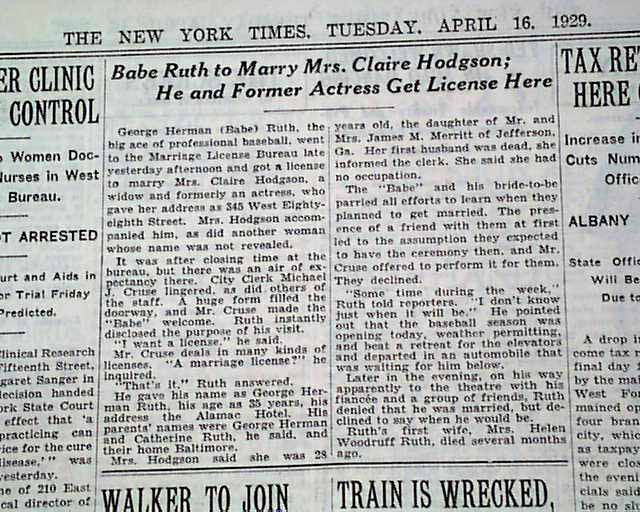 THE NEW YORK TIMES, TUESDAY, APRIL 16, 1929.
ER CLINIC
CONTROL
Women Doc-
Nurses in West
Bureau.
OT ARRESTED
urt and Aids in
or Trial Friday
Predicted.
Clinical Research
Fifteenth Street,
garet Sanger in
decision handed
ork State Court
effect that 'a
practicing can
vice for the cure
disease,'" was
yesterday.
ne of 210 East
cal director of
Babe Ruth to Marry Mrs. Claire Hodgson;
He and Former Actress Get License Here
George Herman (Babe) Ruth, the
big ace of professional baseball, went
to the Marriage License Bureau late
yesterday afternoon and got a license
to marry Mrs. Claire Hodgson, a
widow and formerly an actress, who
gave her address as 345 West Eighty-
eighth Street. Mrs. Hodgson accom-
panied him, as did another woman
whose name was not revealed.
It was after closing time at the
bureau, but there was an air of ex-
pectancy there. City Clerk Michael
J. Cruse lingered, as did others of
the staff. A huge form filled the
doorway, and Mr. Cruse made the
"Babe" welcome. Ruth instantly
disclosed the purpose of his visit.
"I want a license," he said.
Mr. Cruse deals in many kinds of
licenses. "A marriage license?" he
inquired.
"That's it," Ruth answered.
He gave his name as George Her-
man Ruth, his age as 35 years, his
address the Alamac Hotel. His
parents' names were George Herman
and Catherine Ruth, he said, and
their home Baltimore.
Mrs. Hodgson said she was 28
years old, the daughter of Mr. and
Mrs. James M. Merritt of Jefferson,
Ga. Her first husband was dead, she
informed the clerk. She said she had
no occupation.
The "Babe" and his bride-to-be
parried all efforts to learn when they
planned to get married. The pres-
ence of a friend with them at first
led to the assumption they expected
to have the ceremony then, and Mr.
Cruse offered to perform it for them.
They declined.
"Some time during the week,"
Ruth told reporters. "I don't know
just when it will be." He pointed
out that the baseball season was
opening today, weather permitting,
and beat a retreat for the elevators
and departed in an automobile that
was waiting for him below.
Later in the evening, on his way
apparently to the theatre with his
fiancée and a group of friends, Ruth
denied that he was married, but de-
clined to say when he would be.
Ruth's first wife, Mrs. Helen
Woodruff Ruth, died several months
ago.
WALKER TO JOIN
TRAIN IS WRECKED,
TAX RE
HERE
Increase i
Cuts Num
Offic
ALBANY
State Offi
Will Be
Due to
A drop i
come tax r
final day f
by the ma
West Fo
mained o
four bran
city, whic
as taxpay
were clos
the eveni
cials said
be no si